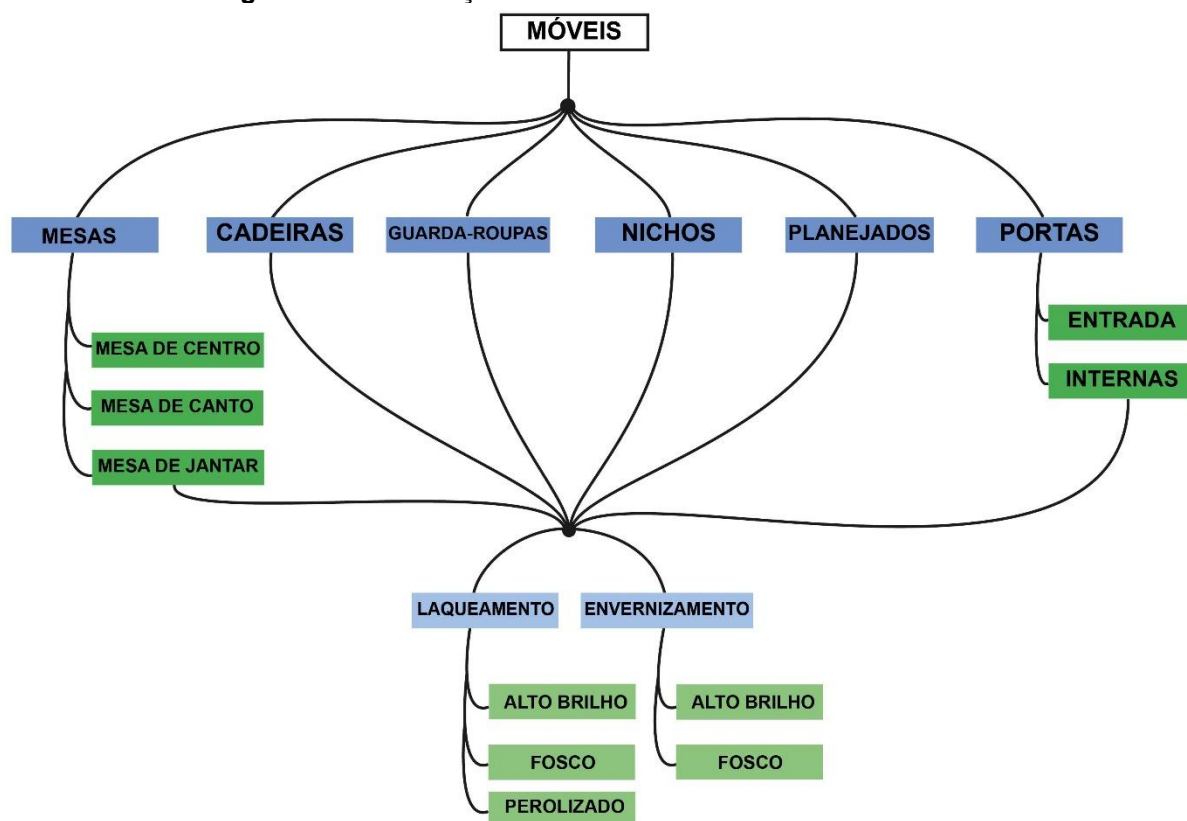 MÓVEIS
MESAS
CADEIRAS
GUARDA-ROUPAS
NICHOS
PLANEJADOS
PORTAS
MESA DE CENTRO
MESA DE CANTO
MESA DE JANTAR
ENTRADA
INTERNAS
LAQUEAMENTO
ENVERNIZAMENTO
ALTO BRILHO
FOSCO
PEROLIZADO
ALTO BRILHO
FOSCO